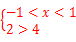 {−1 < x < 1
2 > 4